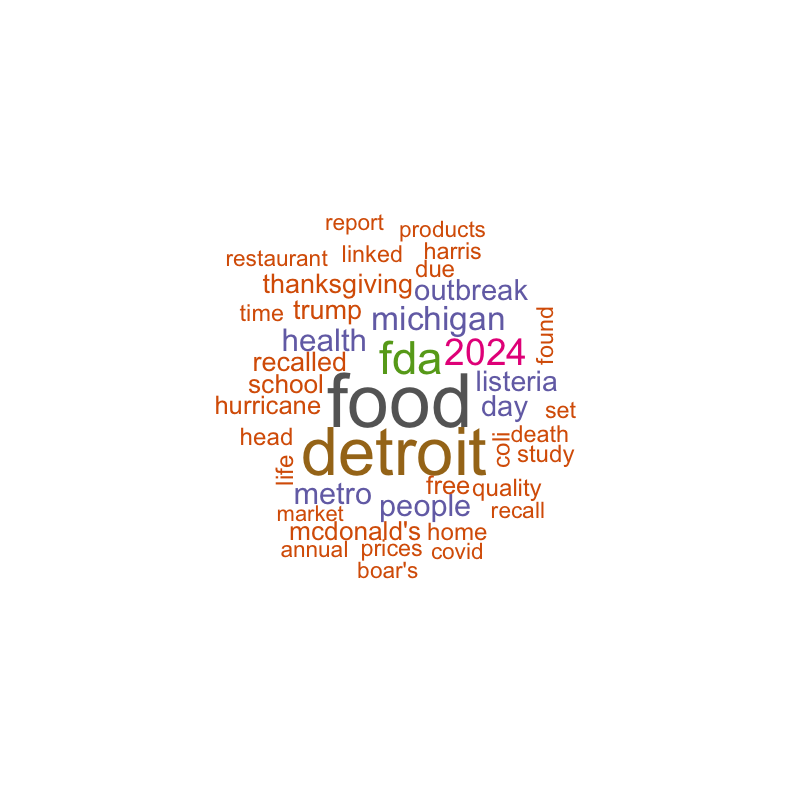 report
products
restaurant
linked
harris
due
thanksgiving
outbreak
time
trump
michigan
found
health
fda
2024
recalled
school
listeria
food
hurricane
day
set
head
detroit
coli
death
study
life
metro
free
quality
people
market
recall
mcdonald's
home
annual
prices
covid
boar's